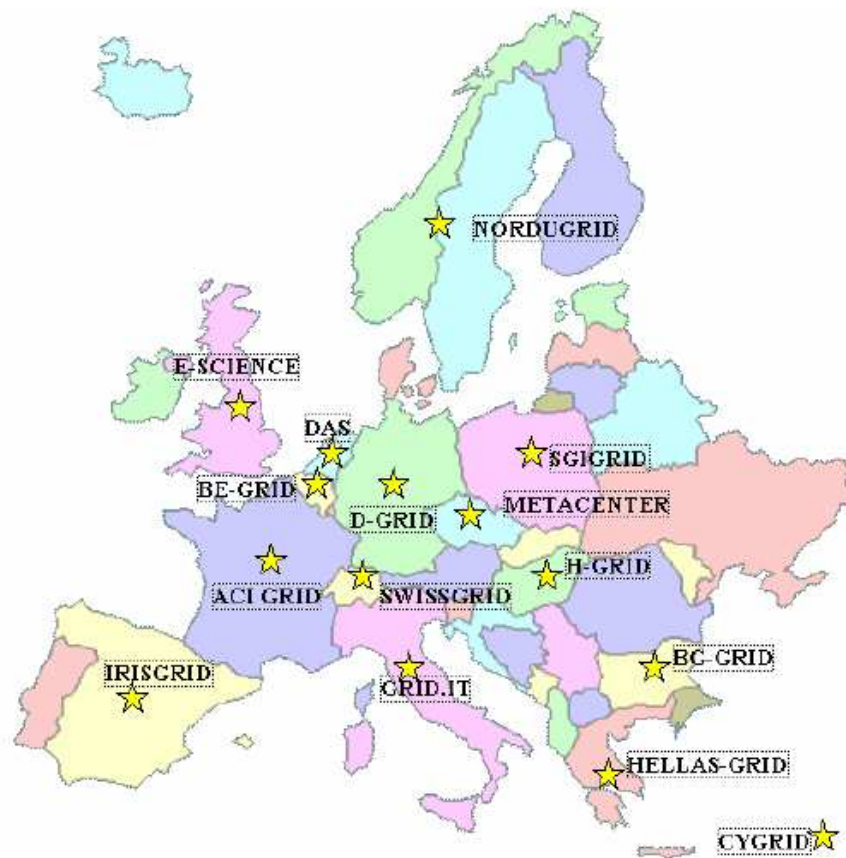 NORDUGRID
E-SCIENCE
DAS
SGIGRID
BE-GRID
METACENTER
D-GRID
H-GRID
ACI GRID
SWISSGRID
BG-GRID
IRISGRID
GRID.IT
HELLAS-GRID
CYGRID